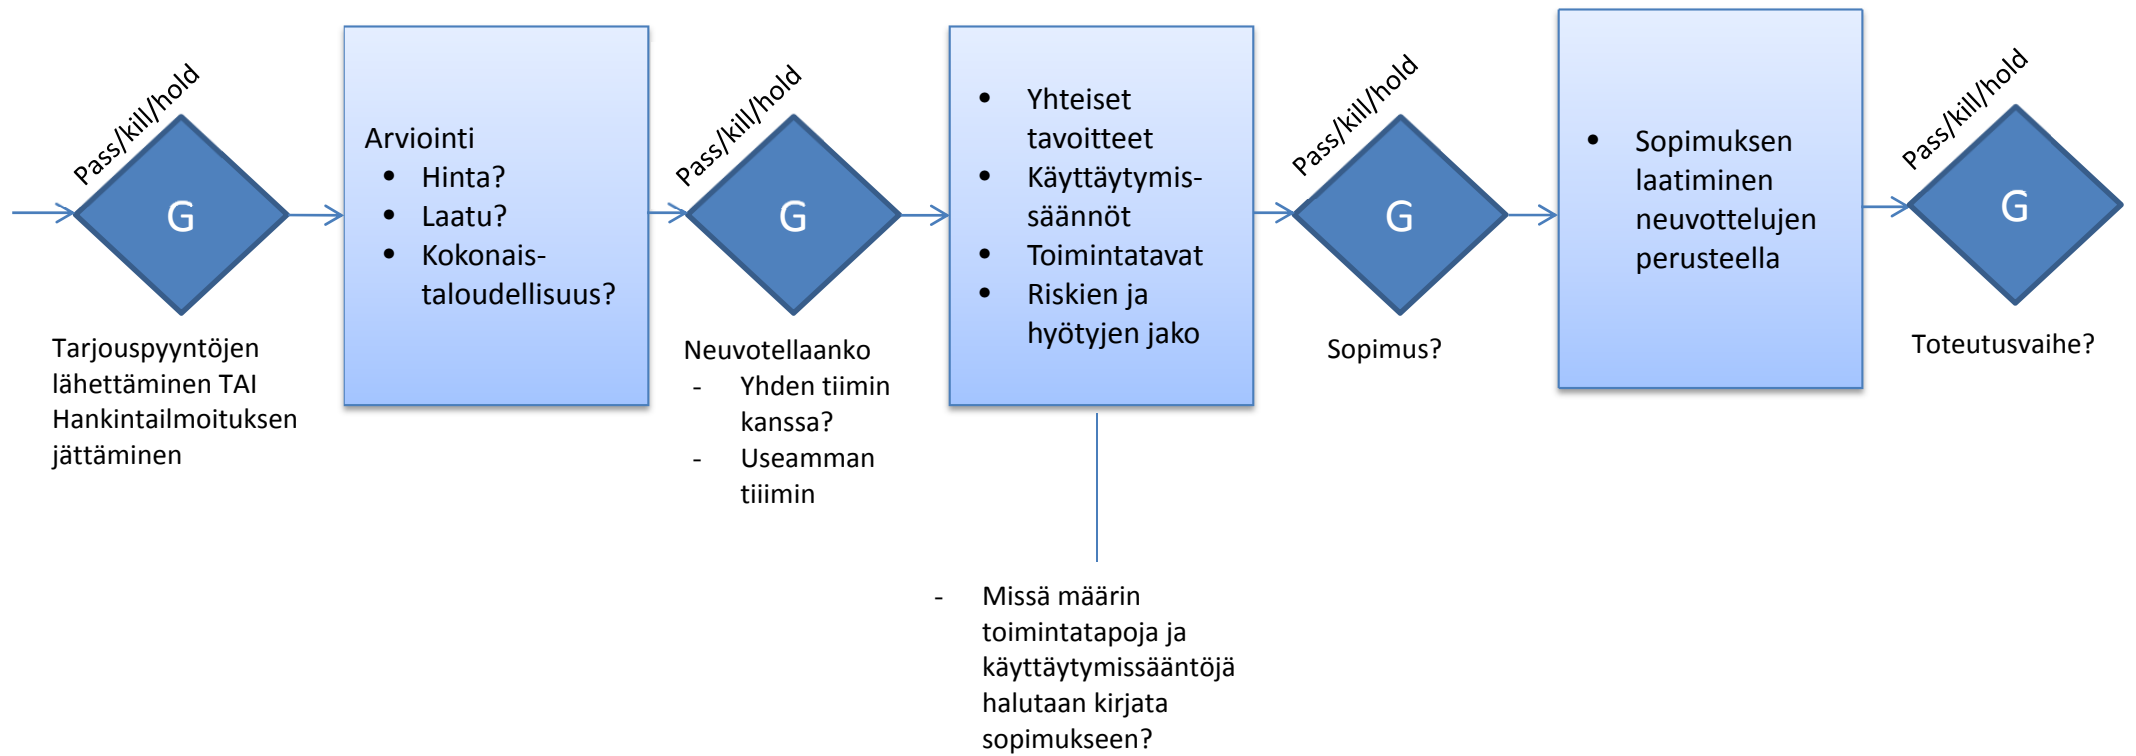 Pass/kill/hold
G
Tarjouspyyntöjen
lähettäminen TAI
Hankintailmoituksen
jättäminen
Arviointi
• Hinta?
• Laatu?
• Kokonais-
taloudellisuus?
Pass/kill/hold
G
Neuvotellaanko
- Yhden tiimin
kanssa?
- Useamman
tiiimin
• Yhteiset
tavoitteet
• Käyttäytymis-
säännöt
• Toimintatavat
• Riskien ja
hyötyjen jako
- Missä määrin
toimintatapoja ja
käyttäytymissääntöjä
halutaan kirjata
sopimukseen?
Pass/kill/hold
G
Sopimus?
• Sopimuksen
laatiminen
neuvottelujen
perusteella
Pass/kill/hold
G
Toteutusvaihe?